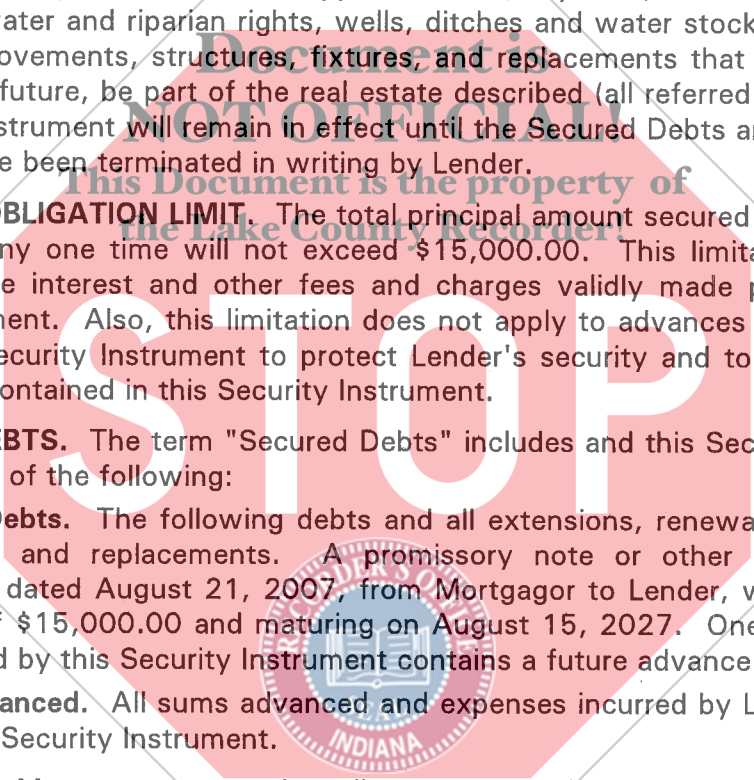 ater and riparian rights, wells, ditches and water stock
ovements, structures, fixtures, and replacements that
future, be part of the real estate described (all referred
strument will remain in effect until the Secured Debts a
e been terminated in writing by Lender.
Document is
NOT OFFICIAL!
This Document is the property of
the Lake County Recorder!
BLIGATION LIMIT. The total principal amount secured
ny one time will not exceed $15,000.00. This limita
e interest and other fees and charges validly made
ent. Also, this limitation does not apply to advances
ecurity Instrument to protect Lender's security and to
ontained in this Security Instrument.
STOP
EBTS. The term "Secured Debts" includes and this Sec
of the following:
Debts. The following debts and all extensions, renewa
and replacements. A promissory note or other
dated August 21, 2007, from Mortgagor to Lender,
f $15,000.00 and maturing on August 15, 2027. One
d by this Security Instrument contains a future advance
anced. All sums advanced and expenses incurred by L
Security Instrument.
RECORDER'S OFFICE
SEAL
INDIANA